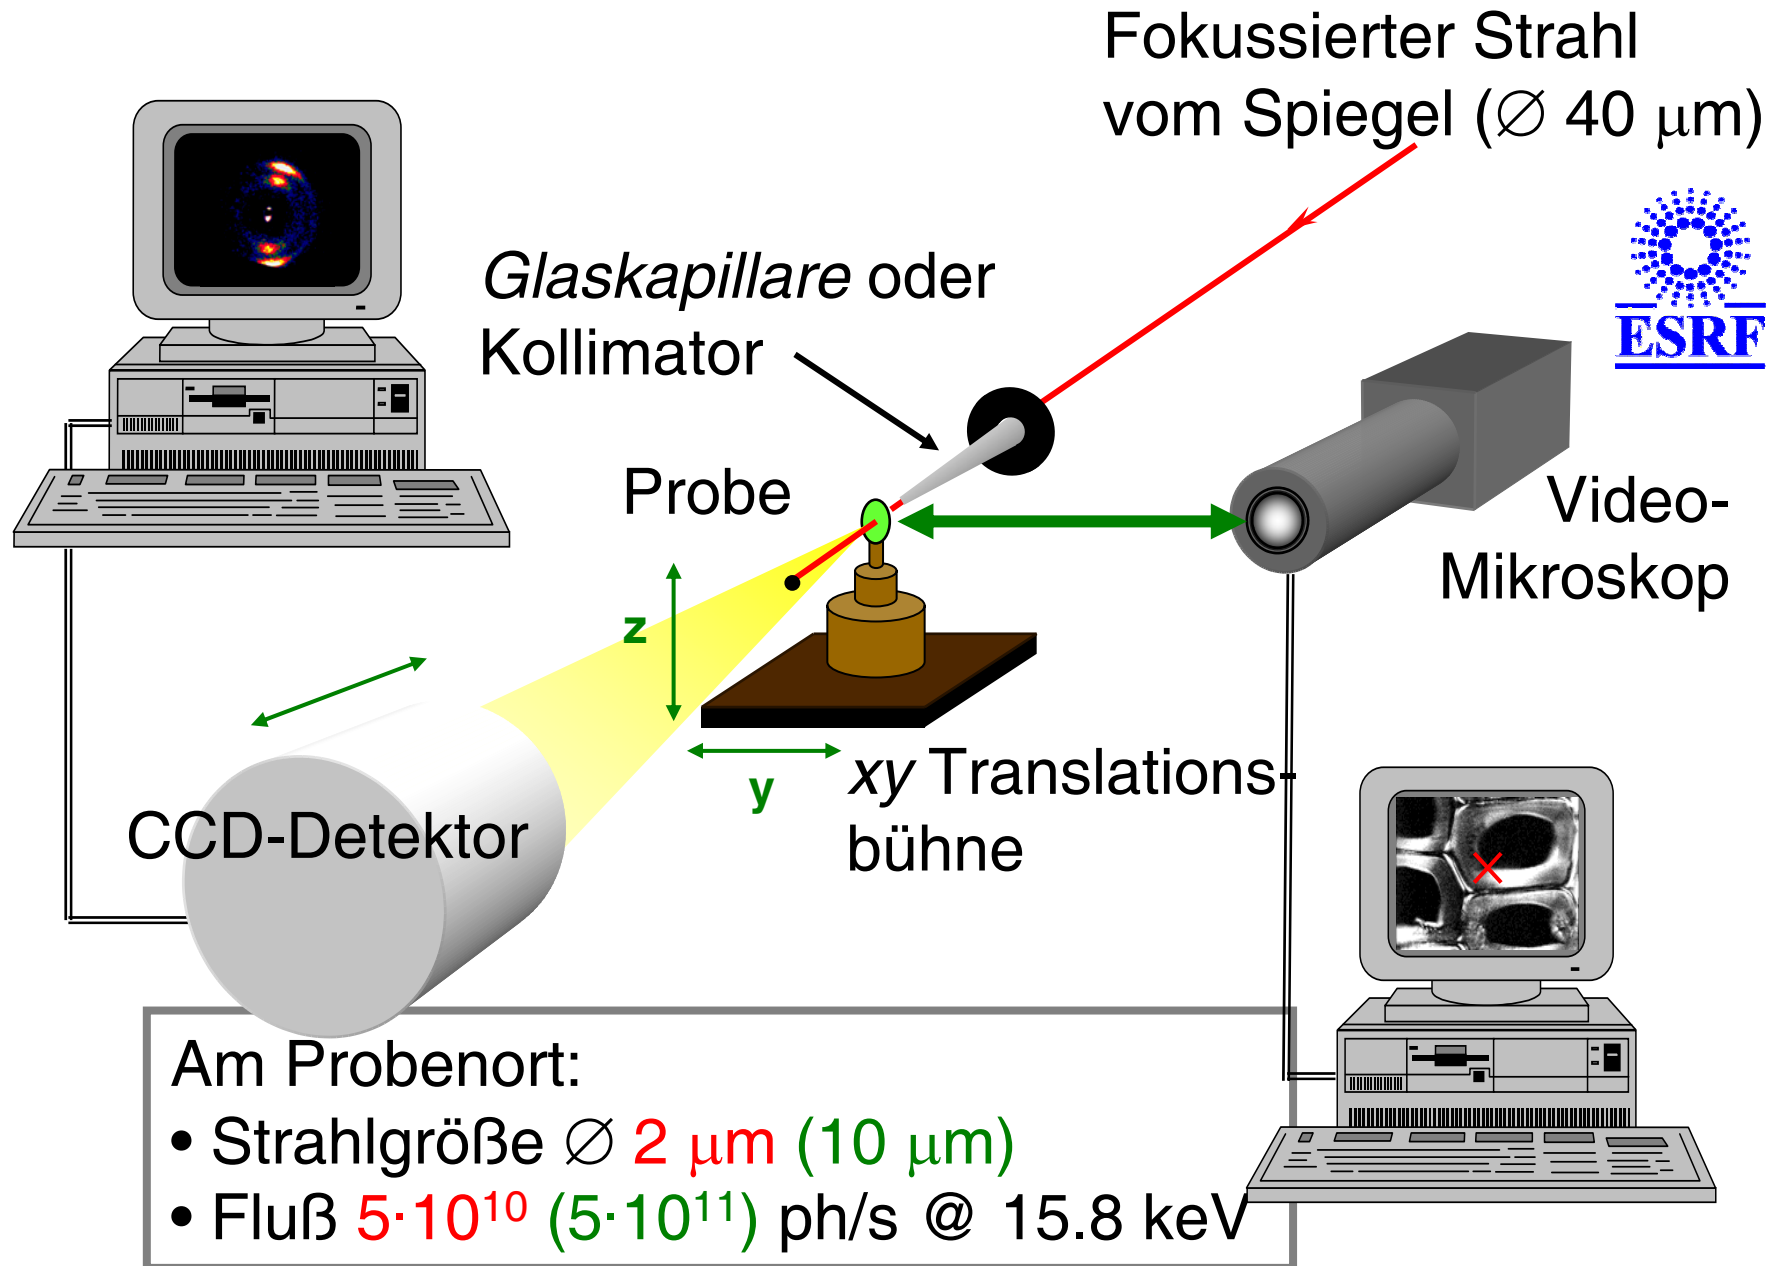 Fokussierter Strahl
vom Spiegel (∅ 40 μm)
ESRF
Glaskapillare oder
Kollimator
Probe
Video-
Mikroskop
z
y
xy Translations-
bühne
CCD-Detektor
Am Probenort:
• Strahlgröße ∅ 2 μm (10 μm)
• Fluß 5·10¹⁰ (5·10¹¹) ph/s @ 15.8 keV